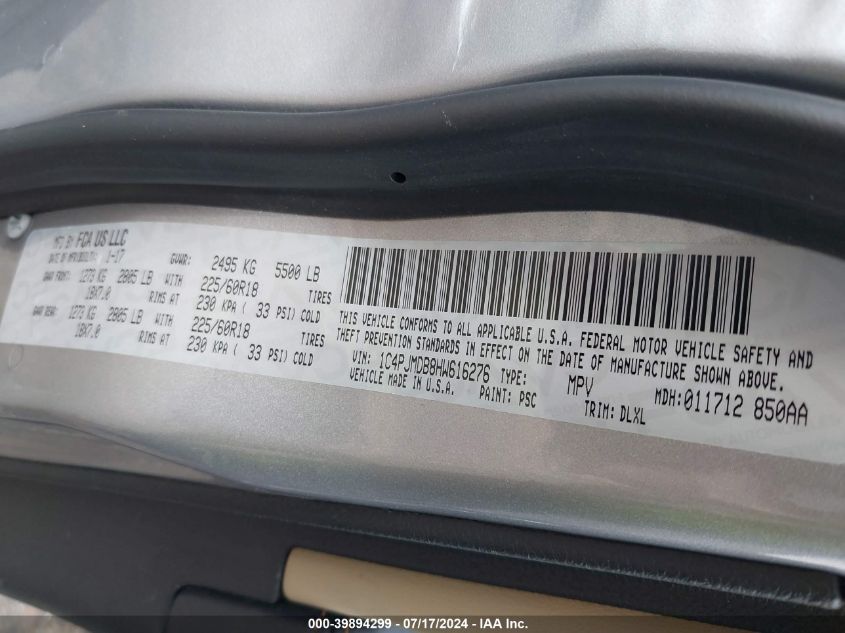 MFD BY FCA US LLC
DATE OF MFR(BUILT): 1-17 GVWR: 2495 KG 5500 LB
GAWR FRONT: 1273 KG 2805 LB WITH 225/60R18 TIRES
18X7.0 RIMS AT 230 KPA ( 33 PSI) COLD
GAWR REAR: 1273 KG 2805 LB WITH 225/60R18
18X7.0 RIMS AT 230 KPA ( 33 PSI) COLD
THIS VEHICLE CONFORMS TO ALL APPLICABLE U.S.A. FEDERAL MOTOR VEHICLE SAFETY AND
THEFT PREVENTION STANDARDS IN EFFECT ON THE DATE OF MANUFACTURE SHOWN ABOVE.
VIN: 1C4PJMDB8HW616276 TYPE: MPV MDH:011712 850AA
VEHICLE MADE IN U.S.A. PAINT: PSC TRIM: DLXL
000-39894299 - 07/17/2024 - IAA Inc.